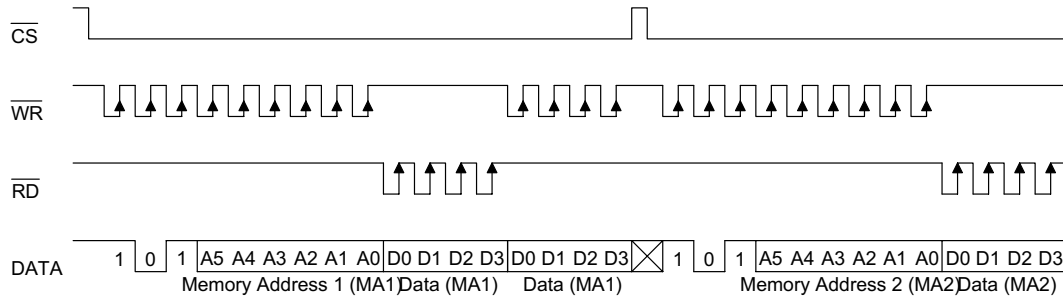 CS
WR
RD
DATA 1 0 1 A5 A4 A3 A2 A1 A0 D0 D1 D2 D3 D0 D1 D2 D3 1 0 1 A5 A4 A3 A2 A1 A0 D0 D1 D2 D3
Memory Address 1 (MA1) Data (MA1) Data (MA1) Memory Address 2 (MA2) Data (MA2)